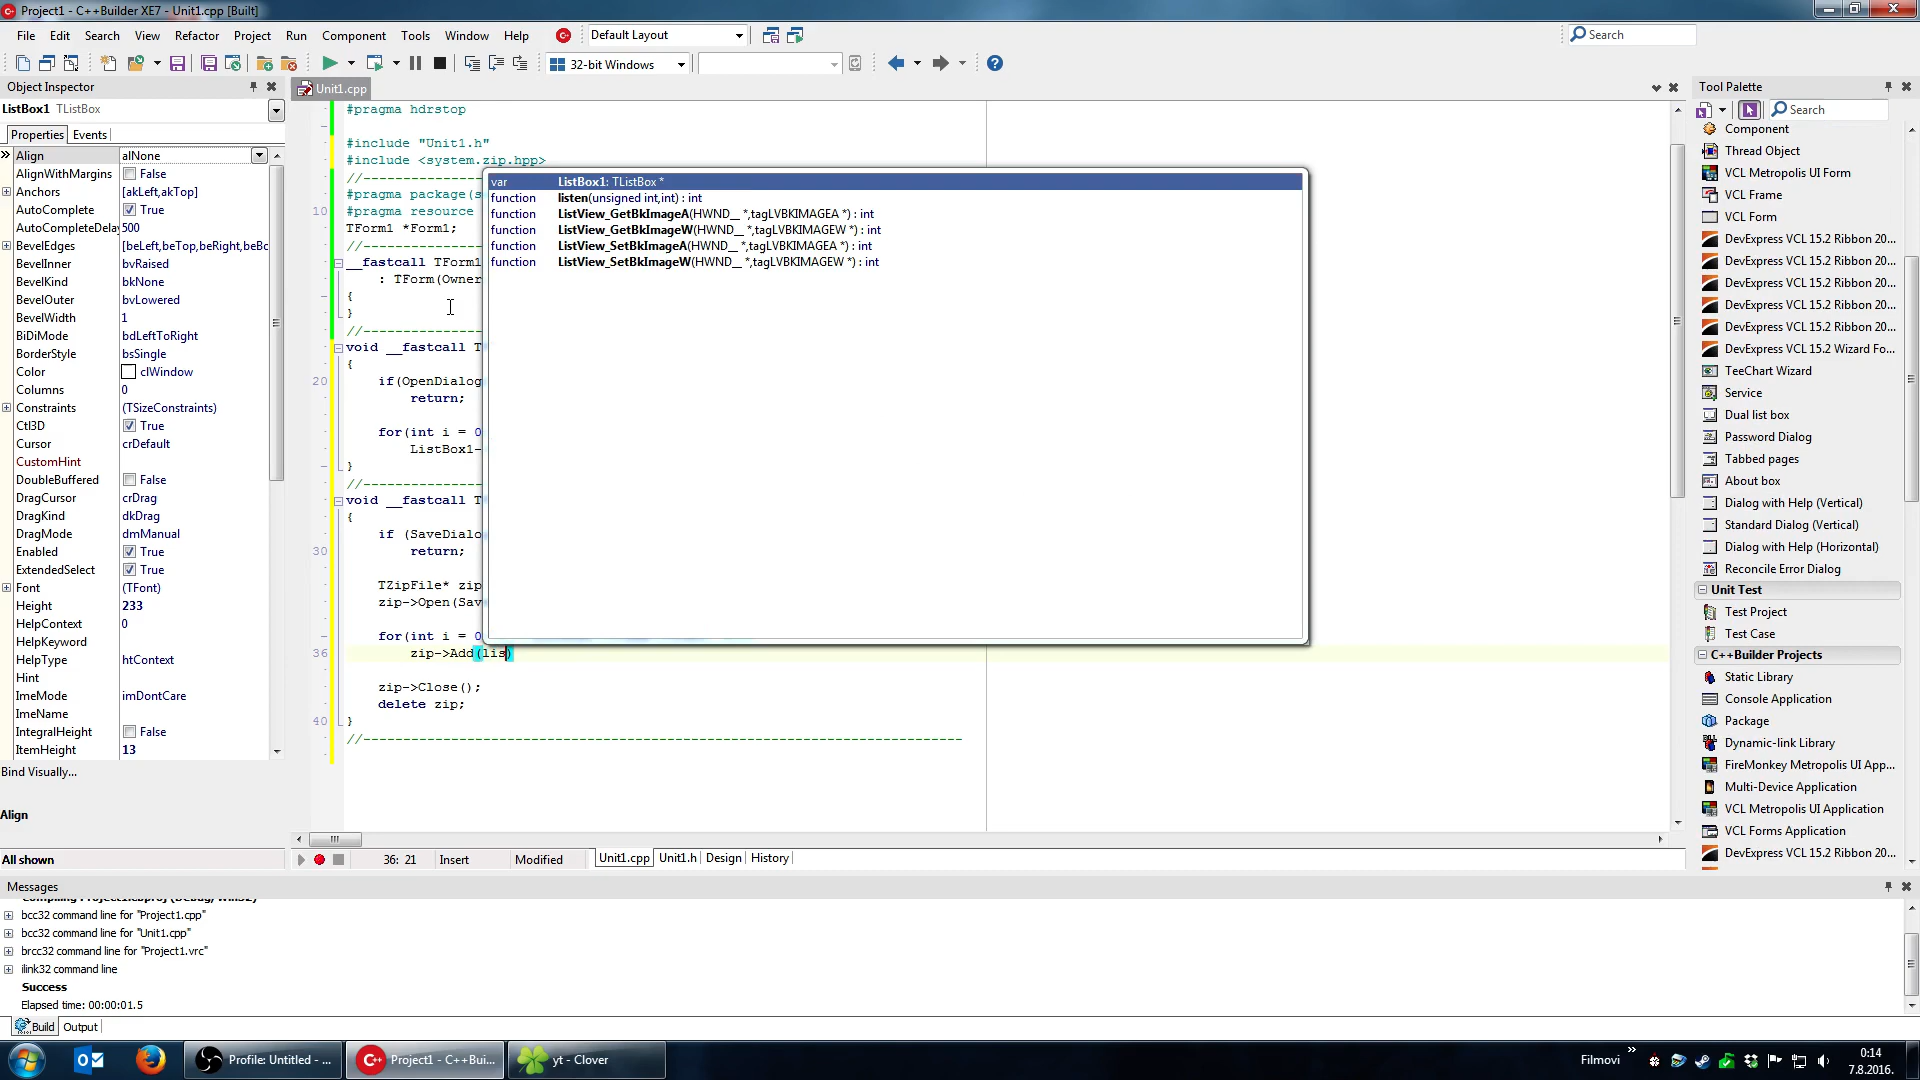 Project1 - C++Builder XE7 - Unit1.cpp [Built]
File Edit Search View Refactor Project Run Component Tools Window Help Default Layout Search
32-bit Windows
Object Inspector
ListBox1 TListBox
Properties Events
Align alNone
AlignWithMargins False
Anchors [akLeft,akTop]
AutoComplete True
AutoCompleteDela 500
BevelEdges [beLeft,beTop,beRight,beBo
BevelInner bvRaised
BevelKind bkNone
BevelOuter bvLowered
BevelWidth 1
BiDiMode bdLeftToRight
BorderStyle bsSingle
Color clWindow
Columns 0
Constraints (TSizeConstraints)
Ctl3D True
Cursor crDefault
CustomHint
DoubleBuffered False
DragCursor crDrag
DragKind dkDrag
DragMode dmManual
Enabled True
ExtendedSelect True
Font (TFont)
Height 233
HelpContext 0
HelpKeyword
HelpType htContext
Hint
ImeMode imDontCare
ImeName
IntegralHeight False
ItemHeight 13
Bind Visually...
Align
All shown
Unit1.cpp
#pragma hdrstop
#include "Unit1.h"
#include <system.zip.hpp>
//--------------
#pragma package(s
10 #pragma resource
TForm1 *Form1;
//--------------
__fastcall TForm1
: TForm(Owner
{
}
//--------------
void __fastcall T
{
20 if(OpenDialog
return;
for(int i = 0
ListBox1-
}
//--------------
void __fastcall T
{
if (SaveDialo
30 return;
TZipFile* zip
zip->Open(Sav
for(int i = 0
36 zip->Add(lis)
zip->Close();
delete zip;
40 }
//---------------------------------------------------------------------------
var ListBox1: TListBox *
function listen(unsigned int,int) : int
function ListView_GetBkImageA(HWND__ *,tagLVBKIMAGEA *) : int
function ListView_GetBkImageW(HWND__ *,tagLVBKIMAGEW *) : int
function ListView_SetBkImageA(HWND__ *,tagLVBKIMAGEA *) : int
function ListView_SetBkImageW(HWND__ *,tagLVBKIMAGEW *) : int
36: 21 Insert Modified Unit1.cpp Unit1.h Design History
Tool Palette
Search
Component
Thread Object
VCL Metropolis UI Form
VCL Frame
VCL Form
DevExpress VCL 15.2 Ribbon 20...
DevExpress VCL 15.2 Ribbon 20...
DevExpress VCL 15.2 Ribbon 20...
DevExpress VCL 15.2 Ribbon 20...
DevExpress VCL 15.2 Ribbon 20...
DevExpress VCL 15.2 Wizard Fo...
TeeChart Wizard
Service
Dual list box
Password Dialog
Tabbed pages
About box
Dialog with Help (Vertical)
Standard Dialog (Vertical)
Dialog with Help (Horizontal)
Reconcile Error Dialog
Unit Test
Test Project
Test Case
C++Builder Projects
Static Library
Console Application
Package
Dynamic-link Library
FireMonkey Metropolis UI App...
Multi-Device Application
VCL Metropolis UI Application
VCL Forms Application
DevExpress VCL 15.2 Ribbon 20...
Messages
Compiling Project1.cbproj (Debug, Win32)
bcc32 command line for "Project1.cpp"
bcc32 command line for "Unit1.cpp"
brcc32 command line for "Project1.vrc"
ilink32 command line
Success
Elapsed time: 00:00:01.5
Build Output
Profile: Untitled - ... Project1 - C++Bui... yt - Clover Filmovi
0:14
7.8.2016.